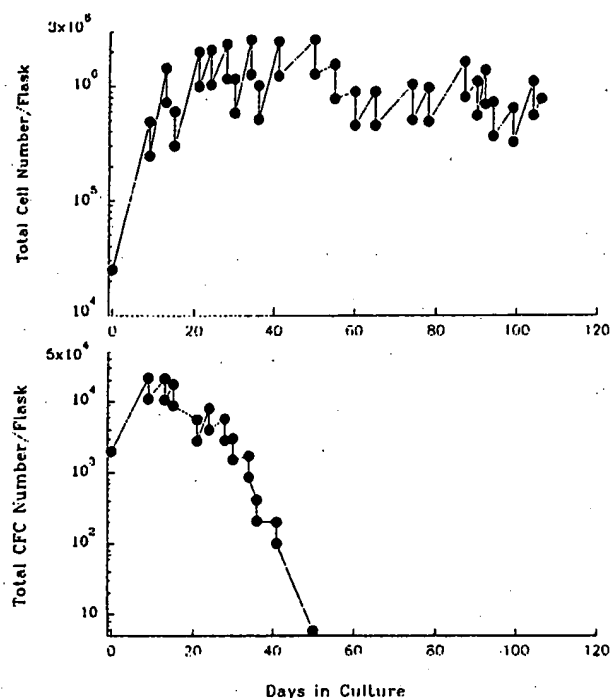 3x10⁶
10⁶
10⁵
10⁴
Total Cell Number/Flask
0 20 40 60 80 100 120
5x10⁴
10⁴
10³
10²
10
Total CFC Number/Flask
0 20 40 60 80 100 120
Days in Culture